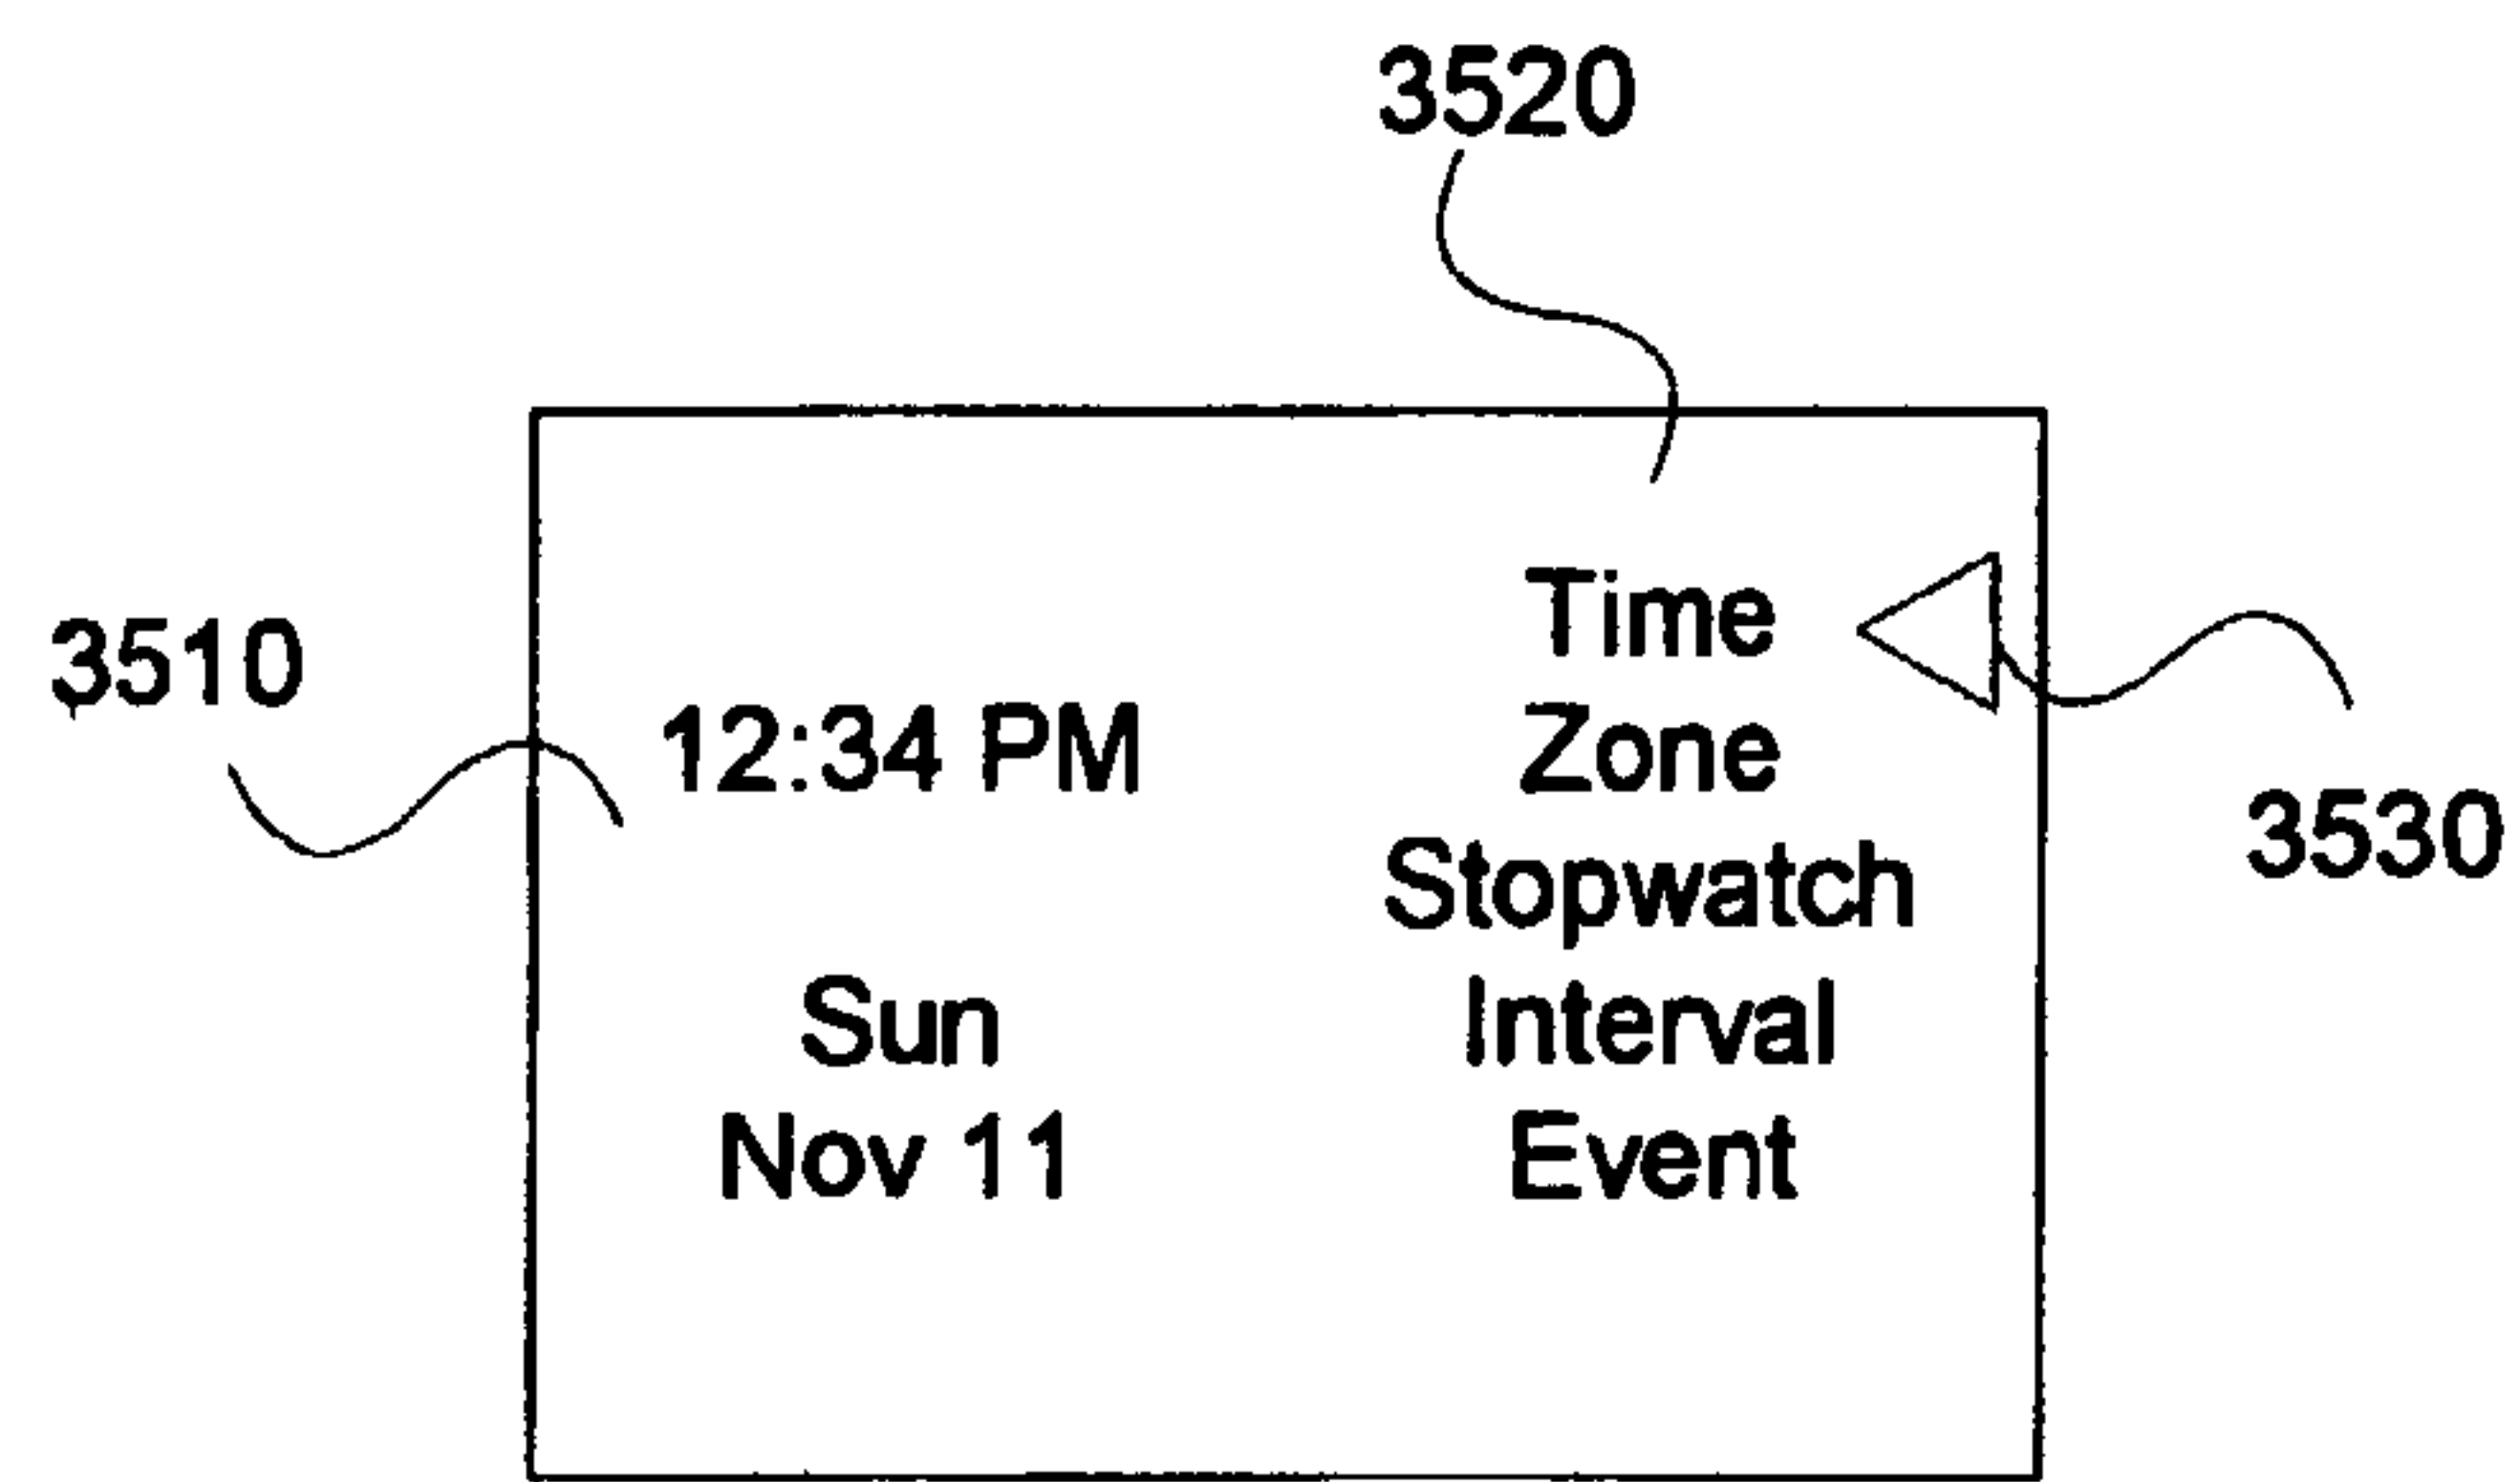 3520
3510
12:34 PM
Sun
Nov 11
Time
Zone
Stopwatch
Interval
Event
3530